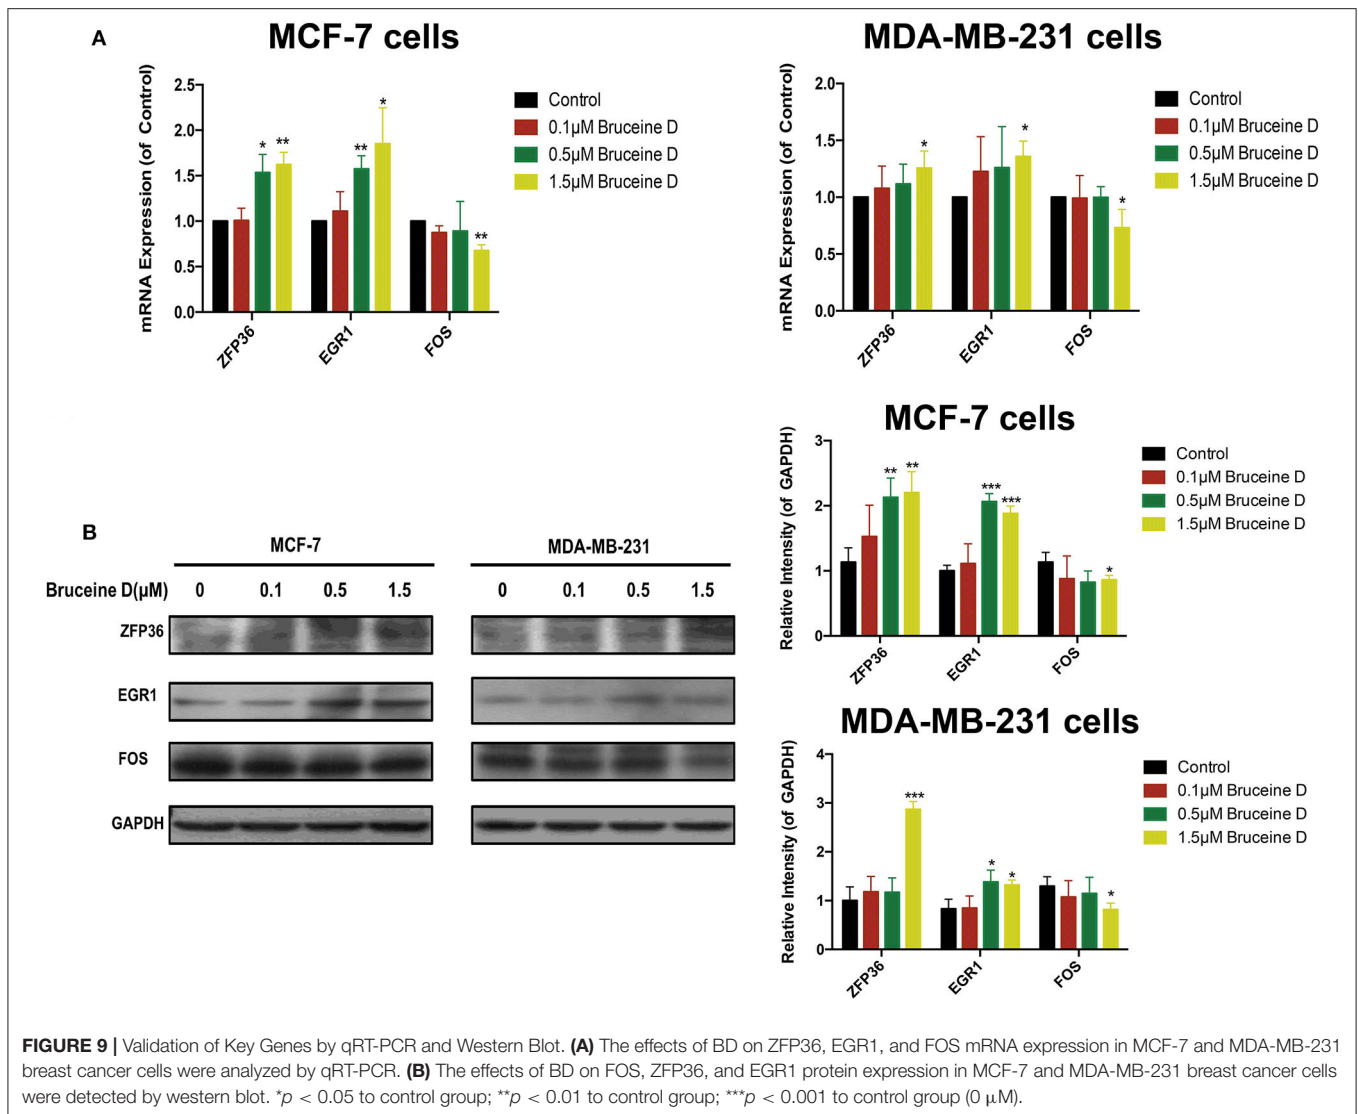 A
MCF-7 cells
mRNA Expression (of Control)
2.5
2.0
1.5
1.0
0.5
0.0
* ** ** * **
ZFP36 EGR1 FOS
Control
0.1µM Bruceine D
0.5µM Bruceine D
1.5µM Bruceine D
MDA-MB-231 cells
mRNA Expression (of Control)
2.0
1.5
1.0
0.5
0.0
* * *
ZFP36 EGR1 FOS
Control
0.1µM Bruceine D
0.5µM Bruceine D
1.5µM Bruceine D
B
MCF-7 MDA-MB-231
Bruceine D(µM) 0 0.1 0.5 1.5 0 0.1 0.5 1.5
ZFP36
EGR1
FOS
GAPDH
MCF-7 cells
Relative Intensity (of GAPDH)
3
2
1
0
** ** *** *** *
ZFP36 EGR1 FOS
Control
0.1µM Bruceine D
0.5µM Bruceine D
1.5µM Bruceine D
MDA-MB-231 cells
Relative Intensity (of GAPDH)
4
3
2
1
0
*** * * *
ZFP36 EGR1 FOS
Control
0.1µM Bruceine D
0.5µM Bruceine D
1.5µM Bruceine D
FIGURE 9 | Validation of Key Genes by qRT-PCR and Western Blot. (A) The effects of BD on ZFP36, EGR1, and FOS mRNA expression in MCF-7 and MDA-MB-231
breast cancer cells were analyzed by qRT-PCR. (B) The effects of BD on FOS, ZFP36, and EGR1 protein expression in MCF-7 and MDA-MB-231 breast cancer cells
were detected by western blot. *p < 0.05 to control group; **p < 0.01 to control group; ***p < 0.001 to control group (0 µM).